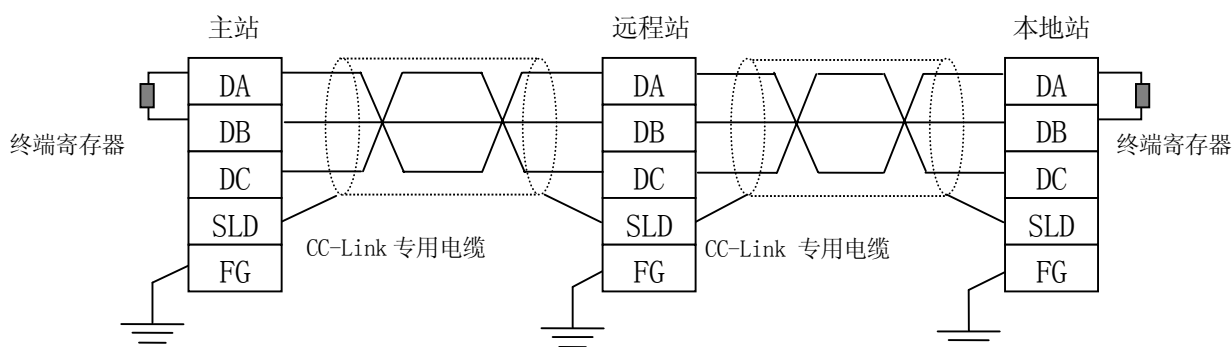 主站 远程站 本地站
DA DA DA
DB DB DB
终端寄存器 终端寄存器
DC DC DC
SLD SLD SLD
CC-Link 专用电缆 CC-Link 专用电缆
FG FG FG